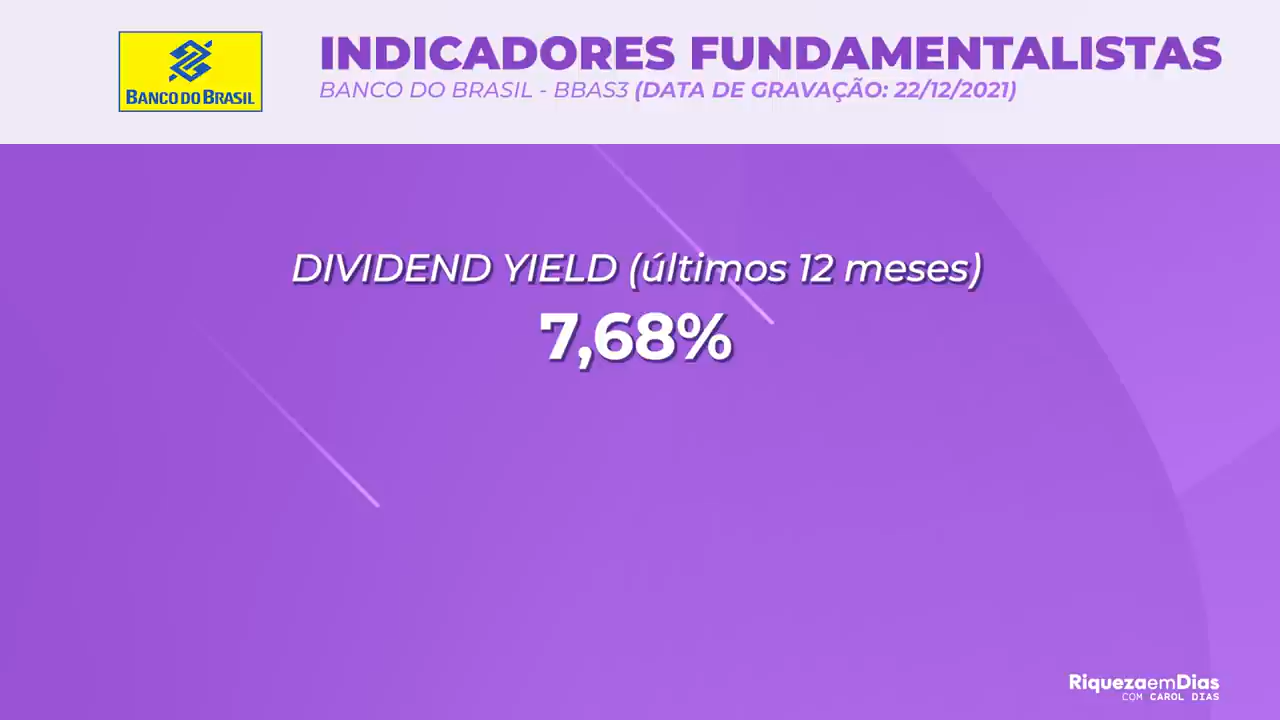 BANCO DO BRASIL
INDICADORES FUNDAMENTALISTAS
BANCO DO BRASIL - BBAS3 (DATA DE GRAVAÇÃO: 22/12/2021)
DIVIDEND YIELD (últimos 12 meses)
7,68%
RiquezaemDias
COM CAROL DIAS